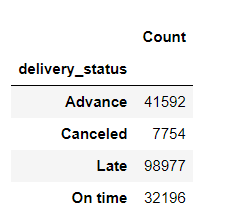 Count
delivery_status
Advance 41592
Canceled 7754
Late 98977
On time 32196